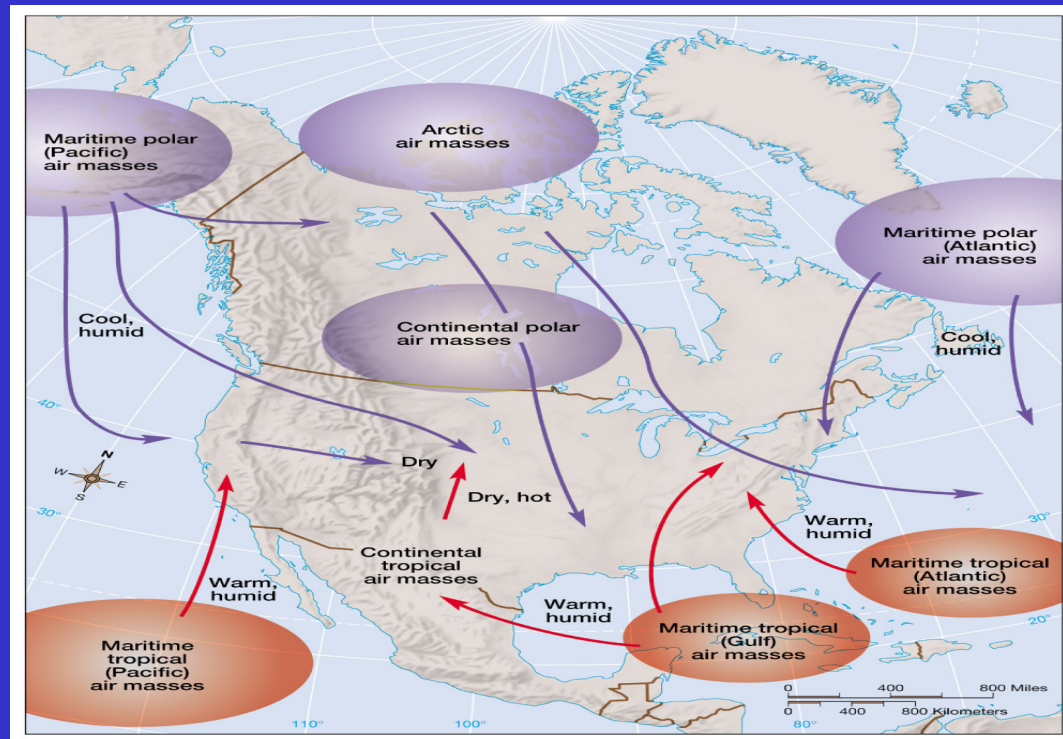 Maritime polar
(Pacific)
air masses
Arctic
air masses
Maritime polar
(Atlantic)
air masses
Continental polar
air masses
Cool,
humid
Cool,
humid
40°
N
W
E
S
30°
Dry
Dry, hot
Continental
tropical
air masses
Warm,
humid
Warm,
humid
Warm,
humid
30°
Maritime tropical
(Atlantic)
air masses
20°
Maritime
tropical
(Pacific)
air masses
Maritime tropical
(Gulf)
air masses
0 400 800 Miles
0 400 800 Kilometers
110°
100°
80°